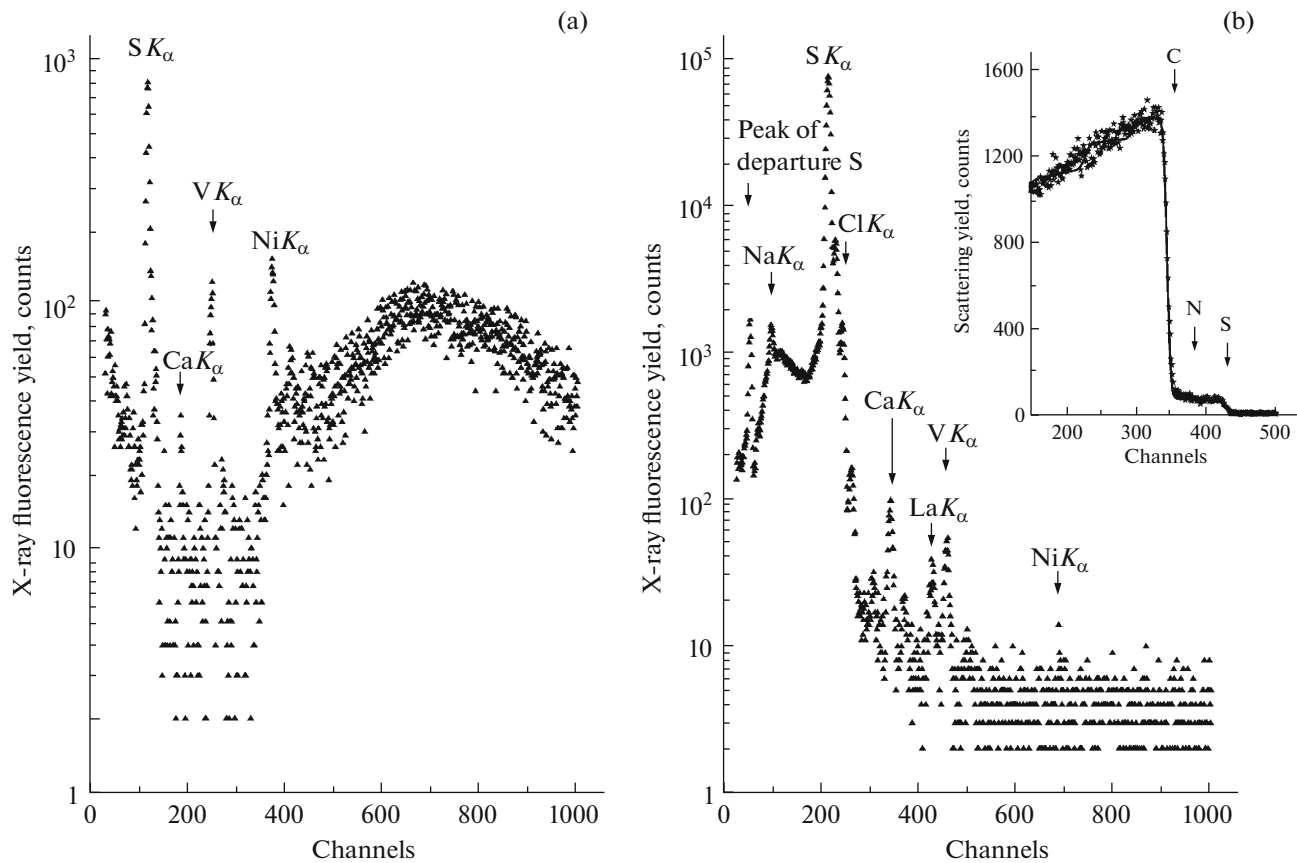 (a)
10³
10²
10
1
X-ray fluorescence yield, counts
S Kα
V Kα
Ni Kα
Ca Kα
0
200
400
600
800
1000
Channels
(b)
10⁵
10⁴
10³
10²
10
1
X-ray fluorescence yield, counts
S Kα
Peak of
departure S
Cl Kα
Na Kα
Ca Kα
V Kα
La Kα
Ni Kα
0
200
400
600
800
1000
Channels
1600
1200
800
400
0
Scattering yield, counts
C
N
S
200
300
400
500
Channels